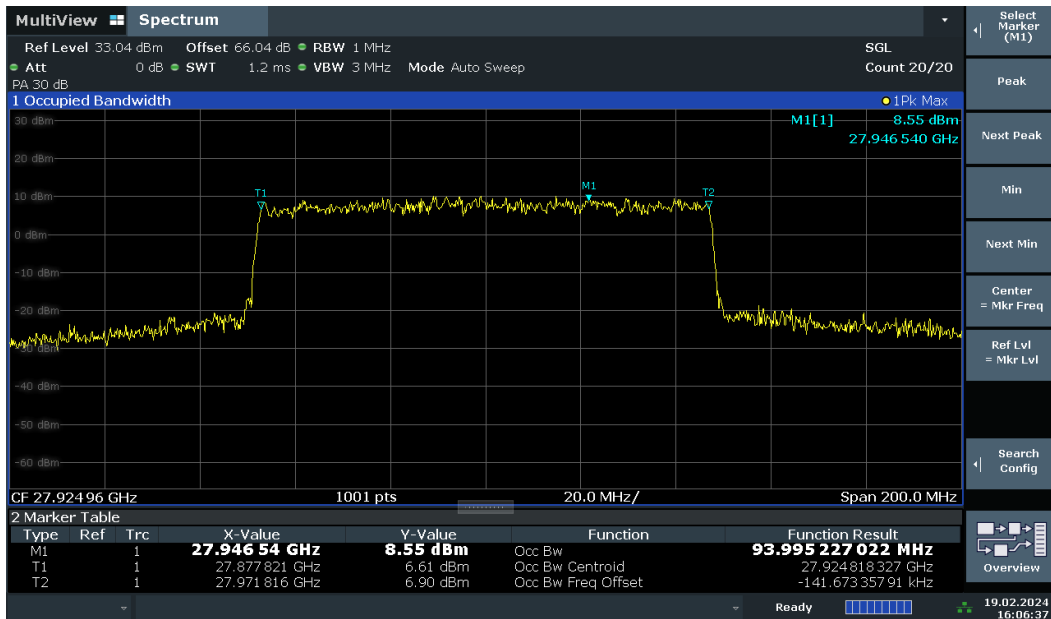 MultiView Spectrum
Ref Level 33.04 dBm Offset 66.04 dB RBW 1 MHz SGL
Att 0 dB SWT 1.2 ms VBW 3 MHz Mode Auto Sweep Count 20/20
PA 30 dB
1 Occupied Bandwidth 1Pk Max
30 dBm
M1[1] 8.55 dBm
27.946 540 GHz
20 dBm
M1
T1
T2
10 dBm
0 dBm
-10 dBm
-20 dBm
-30 dBm
-40 dBm
-50 dBm
-60 dBm
CF 27.92496 GHz 1001 pts 20.0 MHz/ Span 200.0 MHz
2 Marker Table
Type Ref Trc X-Value Y-Value Function Function Result
M1 1 27.946 54 GHz 8.55 dBm Occ Bw 93.995 227 022 MHz
T1 1 27.877 821 GHz 6.61 dBm Occ Bw Centroid 27.924 818 327 GHz
T2 1 27.971 816 GHz 6.90 dBm Occ Bw Freq Offset -141.673 357 91 kHz
Ready
19.02.2024
16:06:37
Select
Marker
(M1)
Peak
Next Peak
Min
Next Min
Center
= Mkr Freq
Ref Lvl
= Mkr Lvl
Search
Config
Overview